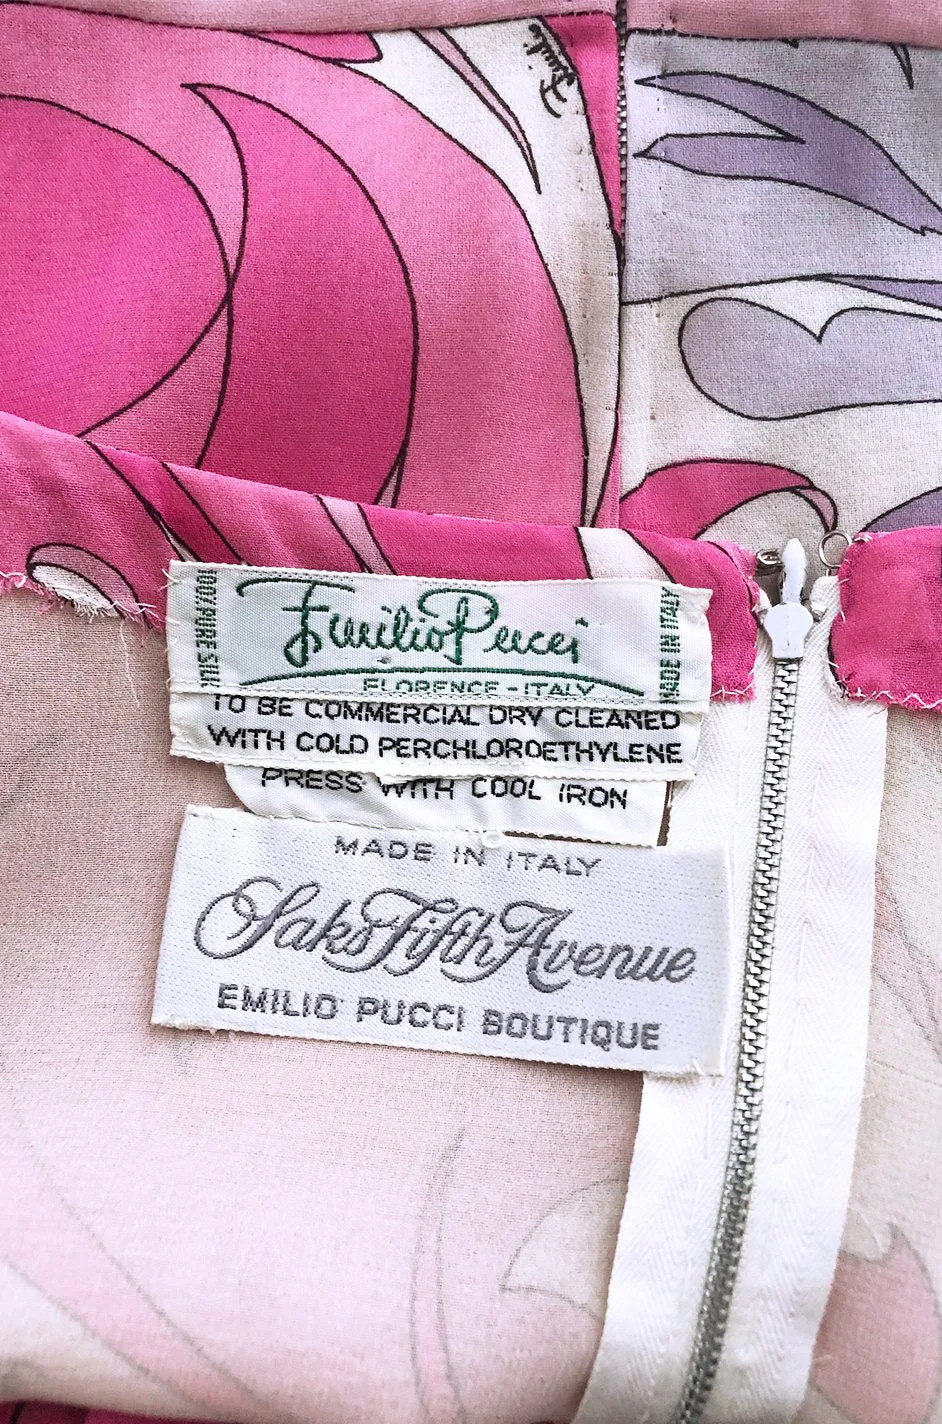 Emilio
100% PURE SILK
Emilio Pucci
MADE IN ITALY
FLORENCE - ITALY
TO BE COMMERCIAL DRY CLEANED
WITH COLD PERCHLOROETHYLENE
PRESS WITH COOL IRON
MADE IN ITALY
Saks Fifth Avenue
EMILIO PUCCI BOUTIQUE